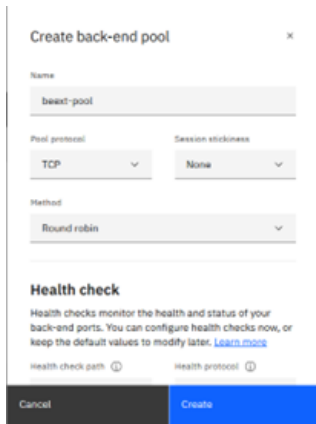 Create back-end pool ×
Name
beaxt-pool
Pool protocol Session stickiness
TCP None
Method
Round robin
Health check
Health checks monitor the health and status of your
back-end ports. You can configure health checks now, or
keep the default values to modify later. Learn more
Health check path Health protocol
Cancel Create